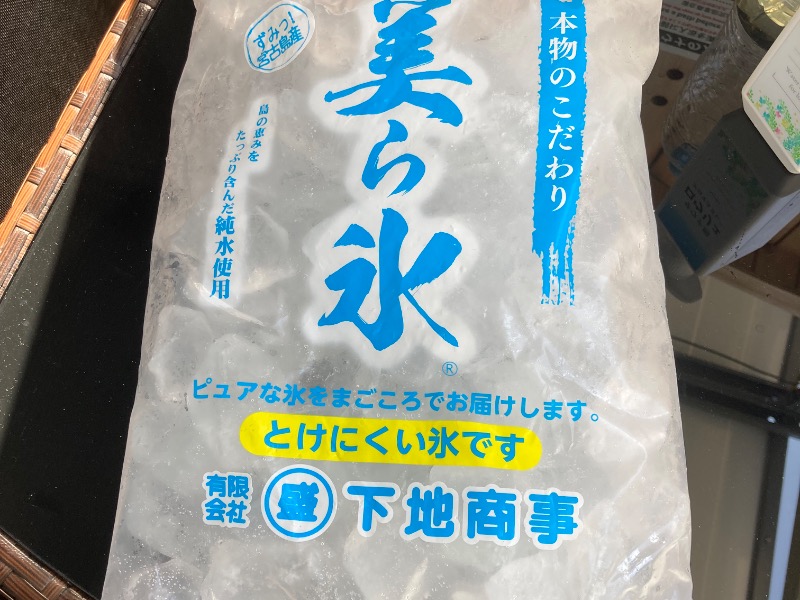 本物のこだわり
ずみっ!
宮古島産
美ら氷
®
島の恵みを
たっぷり含んだ純水使用
ピュアな氷をまごころでお届けします。
とけにくい氷です
有限
会社
盛
下地商事